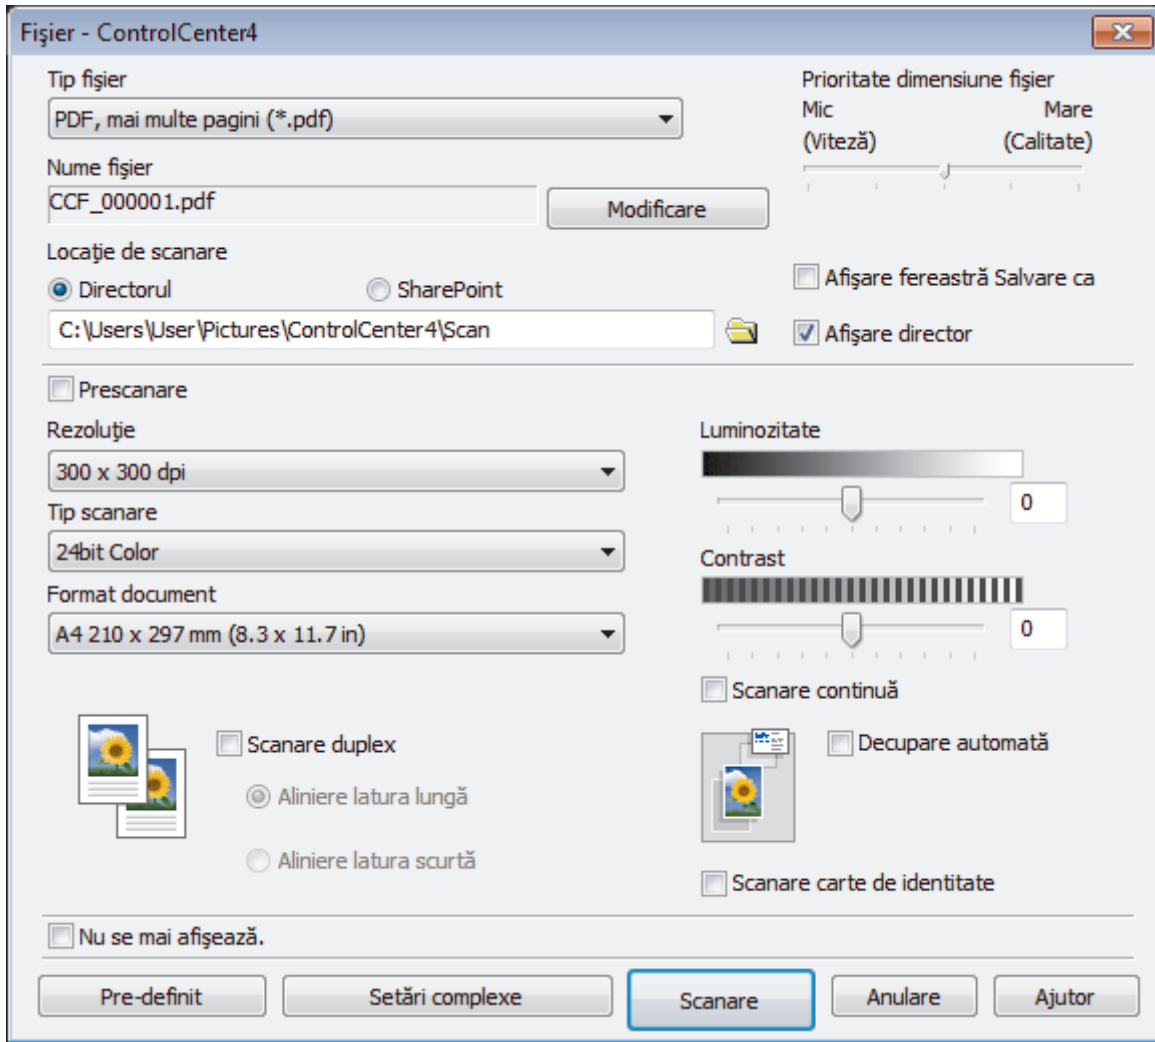 Fişier - ControlCenter4
Tip fişier
PDF, mai multe pagini (*.pdf)
Prioritate dimensiune fişier
Mic Mare
(Viteză) (Calitate)
Nume fişier
CCF_000001.pdf
Modificare
Locaţie de scanare
Directorul SharePoint
C:\Users\User\Pictures\ControlCenter4\Scan
Afişare fereastră Salvare ca
Afişare director
Prescanare
Rezoluţie
300 x 300 dpi
Tip scanare
24bit Color
Format document
A4 210 x 297 mm (8.3 x 11.7 in)
Luminozitate
0
Contrast
0
Scanare continuă
Scanare duplex
Aliniere latura lungă
Aliniere latura scurtă
Decupare automată
Scanare carte de identitate
Nu se mai afişează.
Pre-definit Setări complexe Scanare Anulare Ajutor